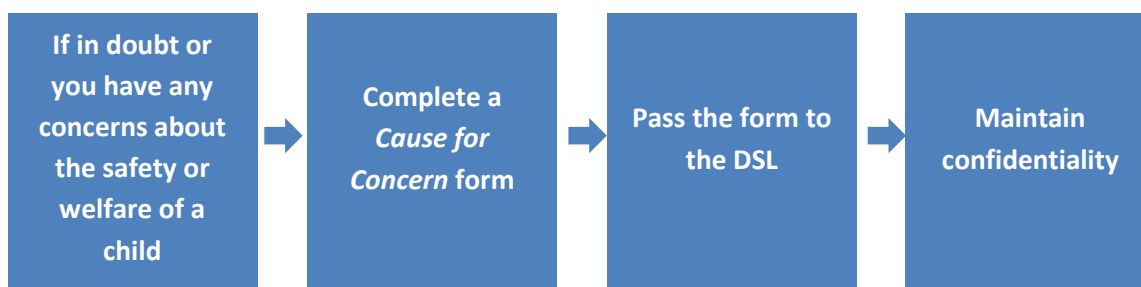 If in doubt or
you have any
concerns about
the safety or
welfare of a
child
Complete a
Cause for
Concern form
Pass the form to
the DSL
Maintain
confidentiality